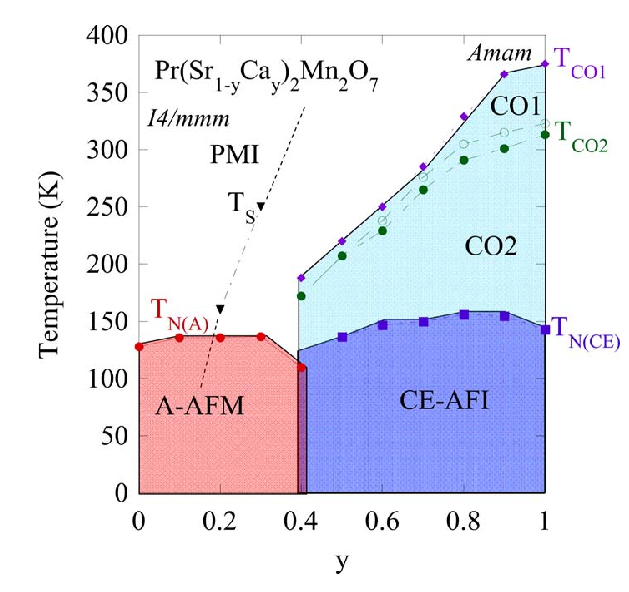 400
350
300
250
200
150
100
50
0
Temperature (K)
Pr(Sr1-yCay)2Mn2O7
I4/mmm
PMI
TS
Amam
TCO1
CO1
TCO2
CO2
TN(A)
TN(CE)
A-AFM
CE-AFI
0 0.2 0.4 0.6 0.8 1
y